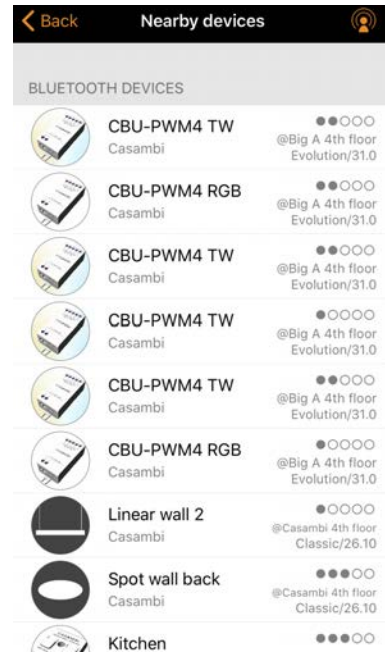 Back
Nearby devices
BLUETOOTH DEVICES
CBU-PWM4 TW
Casambi
@Big A 4th floor
Evolution/31.0
CBU-PWM4 RGB
Casambi
@Big A 4th floor
Evolution/31.0
CBU-PWM4 TW
Casambi
@Big A 4th floor
Evolution/31.0
CBU-PWM4 TW
Casambi
@Big A 4th floor
Evolution/31.0
CBU-PWM4 TW
Casambi
@Big A 4th floor
Evolution/31.0
CBU-PWM4 RGB
Casambi
@Big A 4th floor
Evolution/31.0
Linear wall 2
Casambi
@Casambi 4th floor
Classic/26.10
Spot wall back
Casambi
@Casambi 4th floor
Classic/26.10
Kitchen